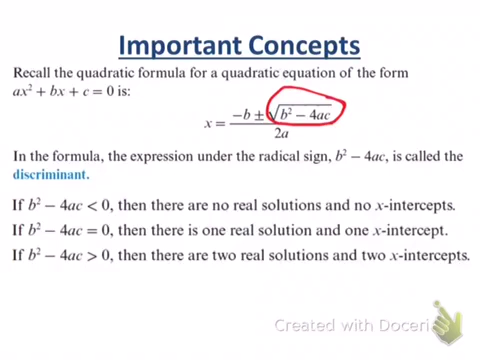 Important Concepts
Recall the quadratic formula for a quadratic equation of the form
ax² + bx + c = 0 is:
x = (-b ± √(b² − 4ac)) / 2a
In the formula, the expression under the radical sign, b² − 4ac, is called the
discriminant.
If b² − 4ac < 0, then there are no real solutions and no x-intercepts.
If b² − 4ac = 0, then there is one real solution and one x-intercept.
If b² − 4ac > 0, then there are two real solutions and two x-intercepts.
Created with Doceri